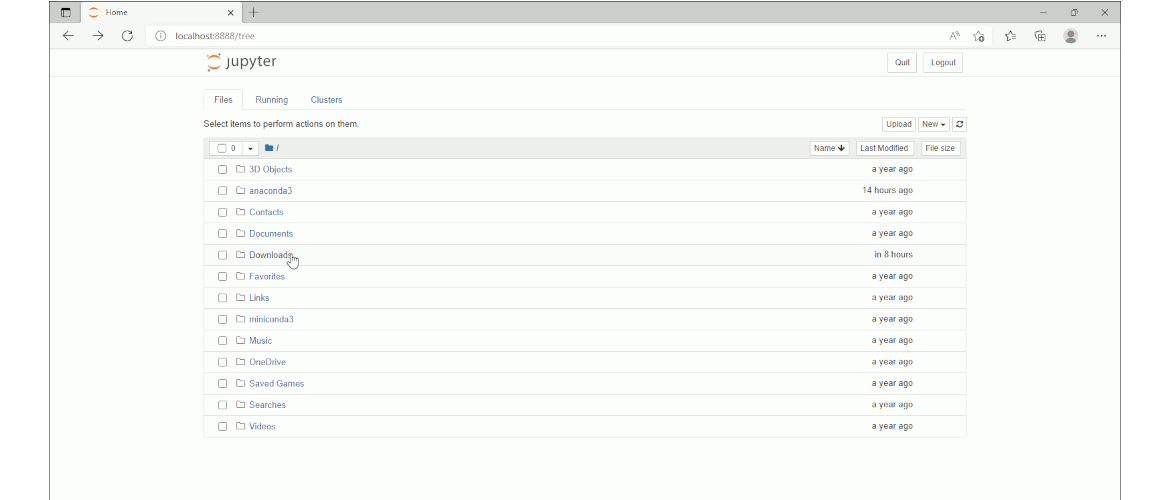 Home
localhost:8888/tree
jupyter
Quit Logout
Files Running Clusters
Select items to perform actions on them.
Upload New
0 / Name Last Modified File size
3D Objects a year ago
anaconda3 14 hours ago
Contacts a year ago
Documents a year ago
Downloads in 8 hours
Favorites a year ago
Links a year ago
miniconda3 a year ago
Music a year ago
OneDrive a year ago
Saved Games a year ago
Searches a year ago
Videos a year ago